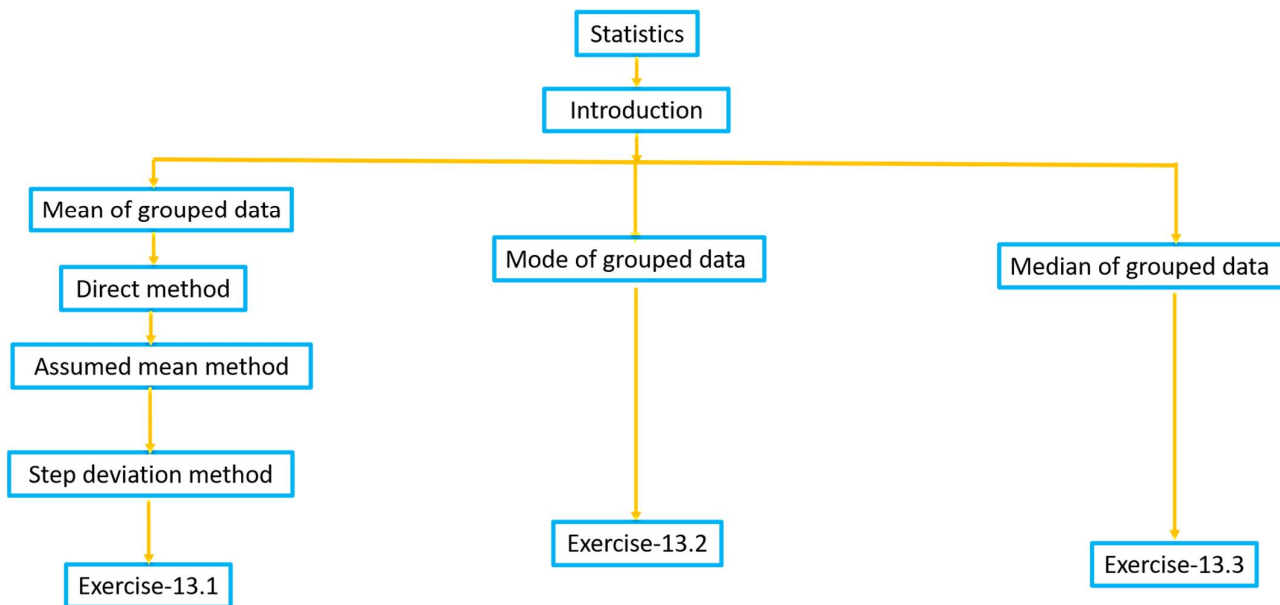 Statistics
Introduction
Mean of grouped data
Direct method
Assumed mean method
Step deviation method
Exercise-13.1
Mode of grouped data
Exercise-13.2
Median of grouped data
Exercise-13.3